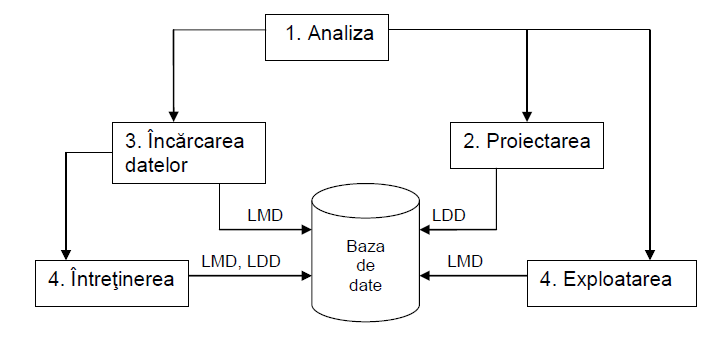 1. Analiza
3. Încărcarea
datelor
2. Proiectarea
LMD
LDD
Baza
de
date
4. Întreţinerea
LMD, LDD
LMD
4. Exploatarea